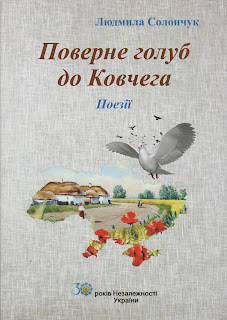 Людмила Солончук
Поверне голуб
до Ковчега
Поезії
30 років Незалежності
України